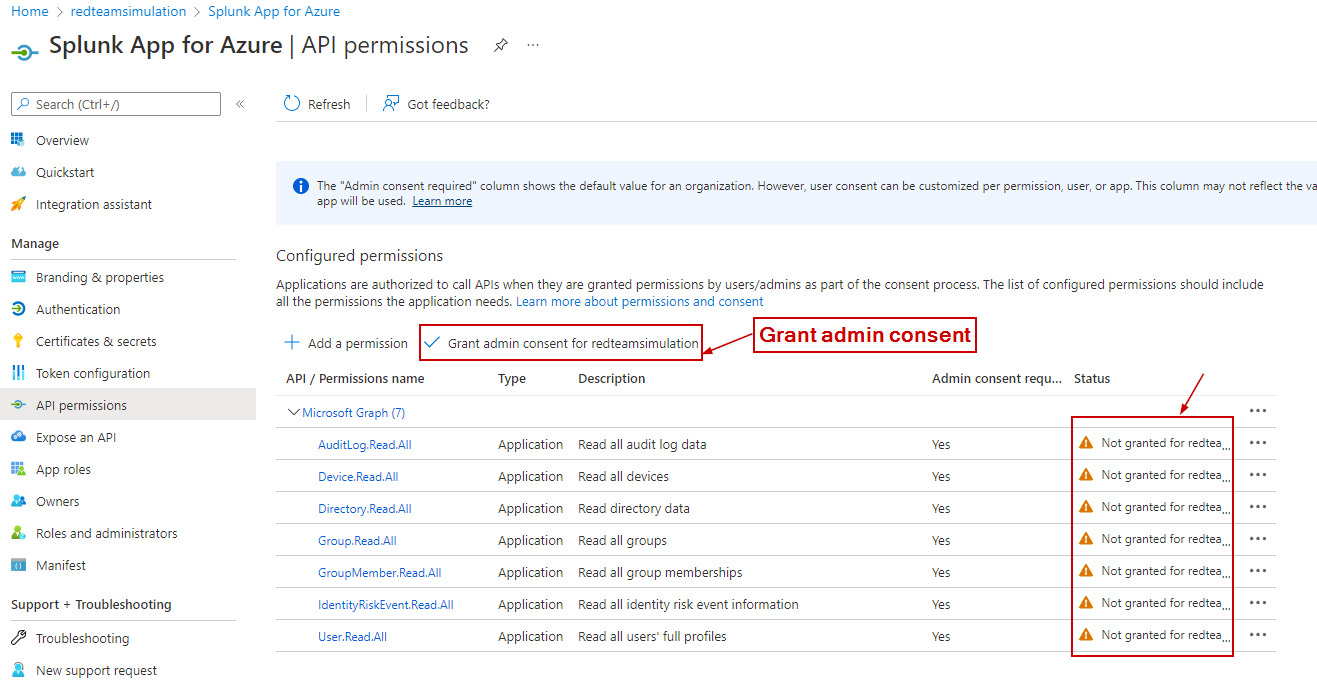 Home > redteamsimulation > Splunk App for Azure
Splunk App for Azure | API permissions ...
Search (Ctrl+/) «
Refresh | Got feedback?
Overview
Quickstart
Integration assistant
Manage
Branding & properties
Authentication
Certificates & secrets
Token configuration
API permissions
Expose an API
App roles
Owners
Roles and administrators
Manifest
Support + Troubleshooting
Troubleshooting
New support request
The "Admin consent required" column shows the default value for an organization. However, user consent can be customized per permission, user, or app. This column may not reflect the va
app will be used. Learn more
Configured permissions
Applications are authorized to call APIs when they are granted permissions by users/admins as part of the consent process. The list of configured permissions should include
all the permissions the application needs. Learn more about permissions and consent
+ Add a permission ✓ Grant admin consent for redteamsimulation
Grant admin consent
API / Permissions name Type Description Admin consent requ... Status
Microsoft Graph (7) ...
AuditLog.Read.All Application Read all audit log data Yes Not granted for redtea... ...
Device.Read.All Application Read all devices Yes Not granted for redtea... ...
Directory.Read.All Application Read directory data Yes Not granted for redtea... ...
Group.Read.All Application Read all groups Yes Not granted for redtea... ...
GroupMember.Read.All Application Read all group memberships Yes Not granted for redtea... ...
IdentityRiskEvent.Read.All Application Read all identity risk event information Yes Not granted for redtea... ...
User.Read.All Application Read all users' full profiles Yes Not granted for redtea... ...